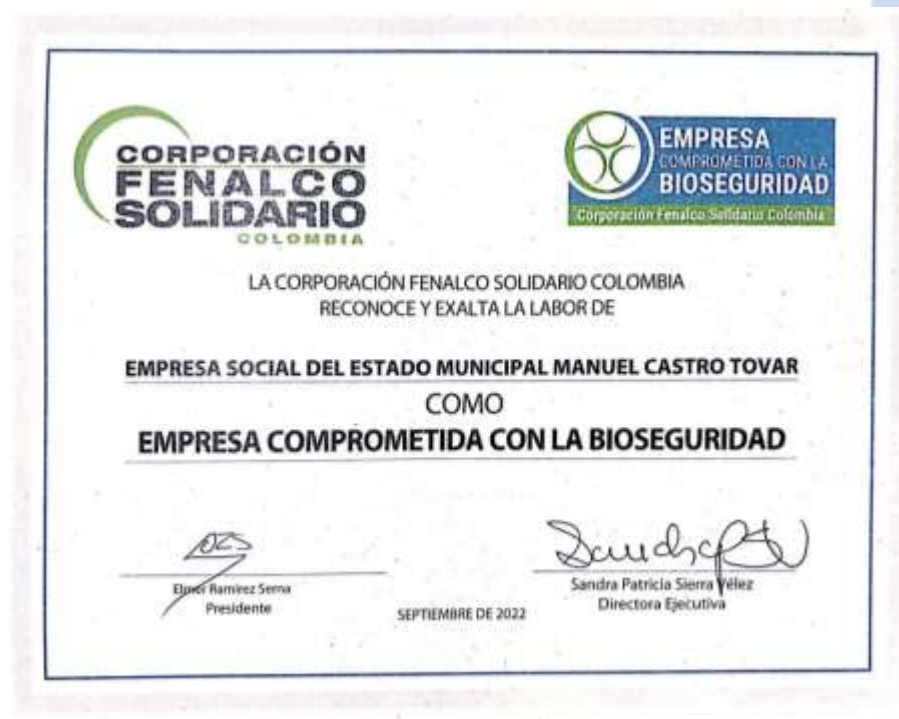 CORPORACIÓN
FENALCO
SOLIDARIO
COLOMBIA
EMPRESA
COMPROMETIDA CON LA
BIOSEGURIDAD
Corporación Fenalco Solidario Colombia
LA CORPORACIÓN FENALCO SOLIDARIO COLOMBIA
RECONOCE Y EXALTA LA LABOR DE
EMPRESA SOCIAL DEL ESTADO MUNICIPAL MANUEL CASTRO TOVAR
COMO
EMPRESA COMPROMETIDA CON LA BIOSEGURIDAD
Ramirez Serna
Presidente
SEPTIEMBRE DE 2022
Sandra Patricia Sierra Vélez
Directora Ejecutiva